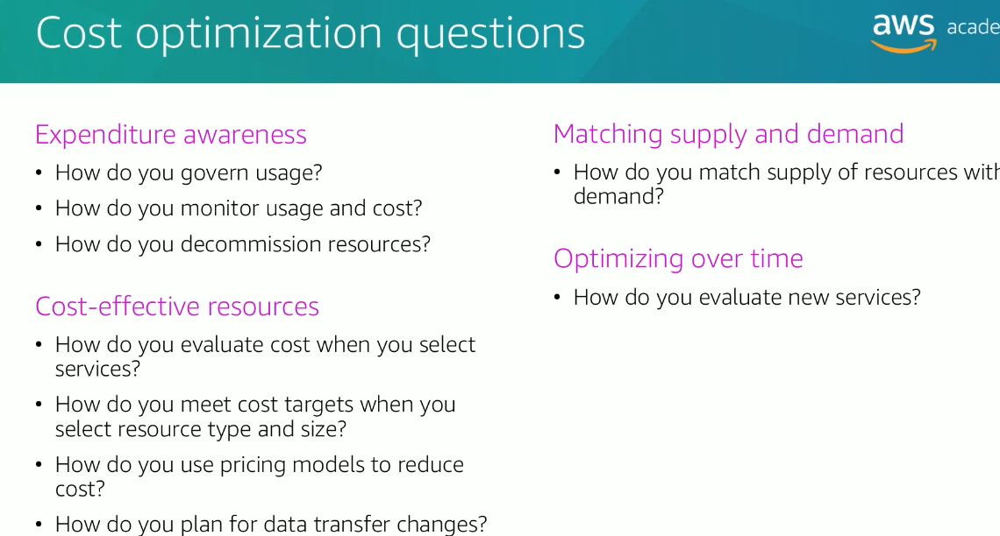 Cost optimization questions
aws
Expenditure awareness
• How do you govern usage?
• How do you monitor usage and cost?
• How do you decommission resources?
Cost-effective resources
• How do you evaluate cost when you select
services?
• How do you meet cost targets when you
select resource type and size?
• How do you use pricing models to reduce
cost?
• How do you plan for data transfer changes?
Matching supply and demand
• How do you match supply of resources with
demand?
Optimizing over time
• How do you evaluate new services?